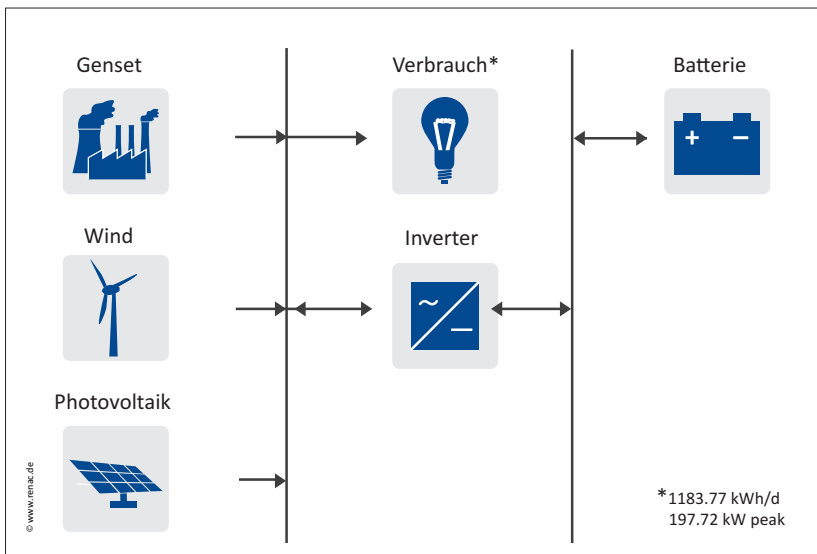 Genset
Verbrauch*
Batterie
+ −
Wind
Inverter
~
−
Photovoltaik
© www.renac.de
*1183.77 kWh/d
197.72 kW peak